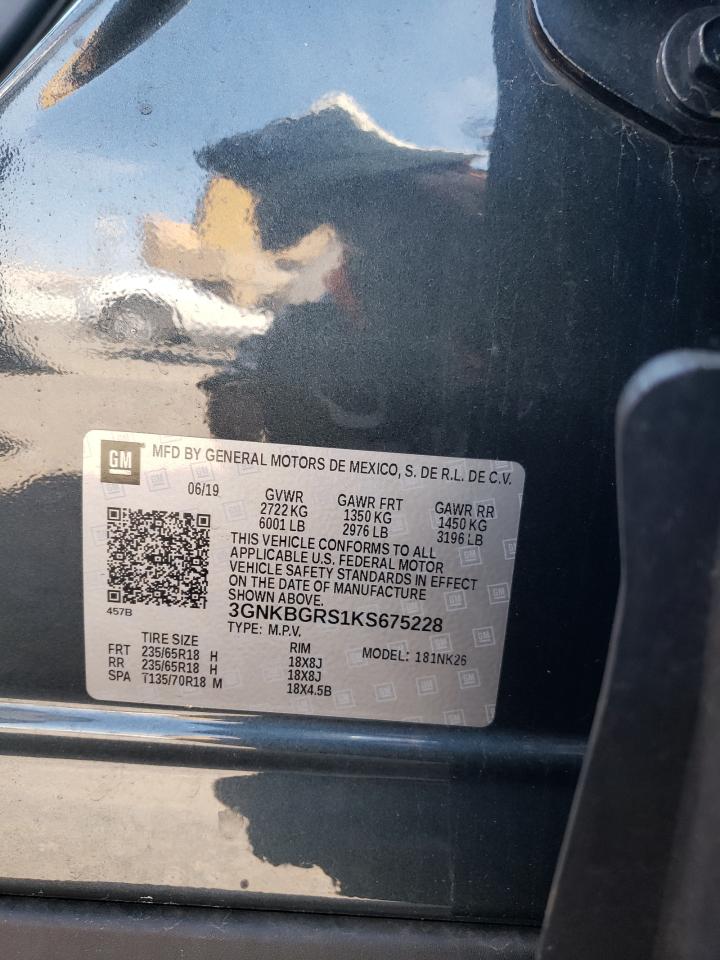 GM MFD BY GENERAL MOTORS DE MEXICO, S. DE R.L. DE C.V.
06/19 GVWR GAWR FRT GAWR RR
2722 KG 1350 KG 1450 KG
6001 LB 2976 LB 3196 LB
THIS VEHICLE CONFORMS TO ALL
APPLICABLE U.S. FEDERAL MOTOR
VEHICLE SAFETY STANDARDS IN EFFECT
ON THE DATE OF MANUFACTURE
SHOWN ABOVE.
457B 3GNKBGRS1KS675228
TYPE: M.P.V.
TIRE SIZE RIM MODEL: 181NK26
FRT 235/65R18 H 18X8J
RR 235/65R18 H 18X8J
SPA T135/70R18 M 18X4.5B